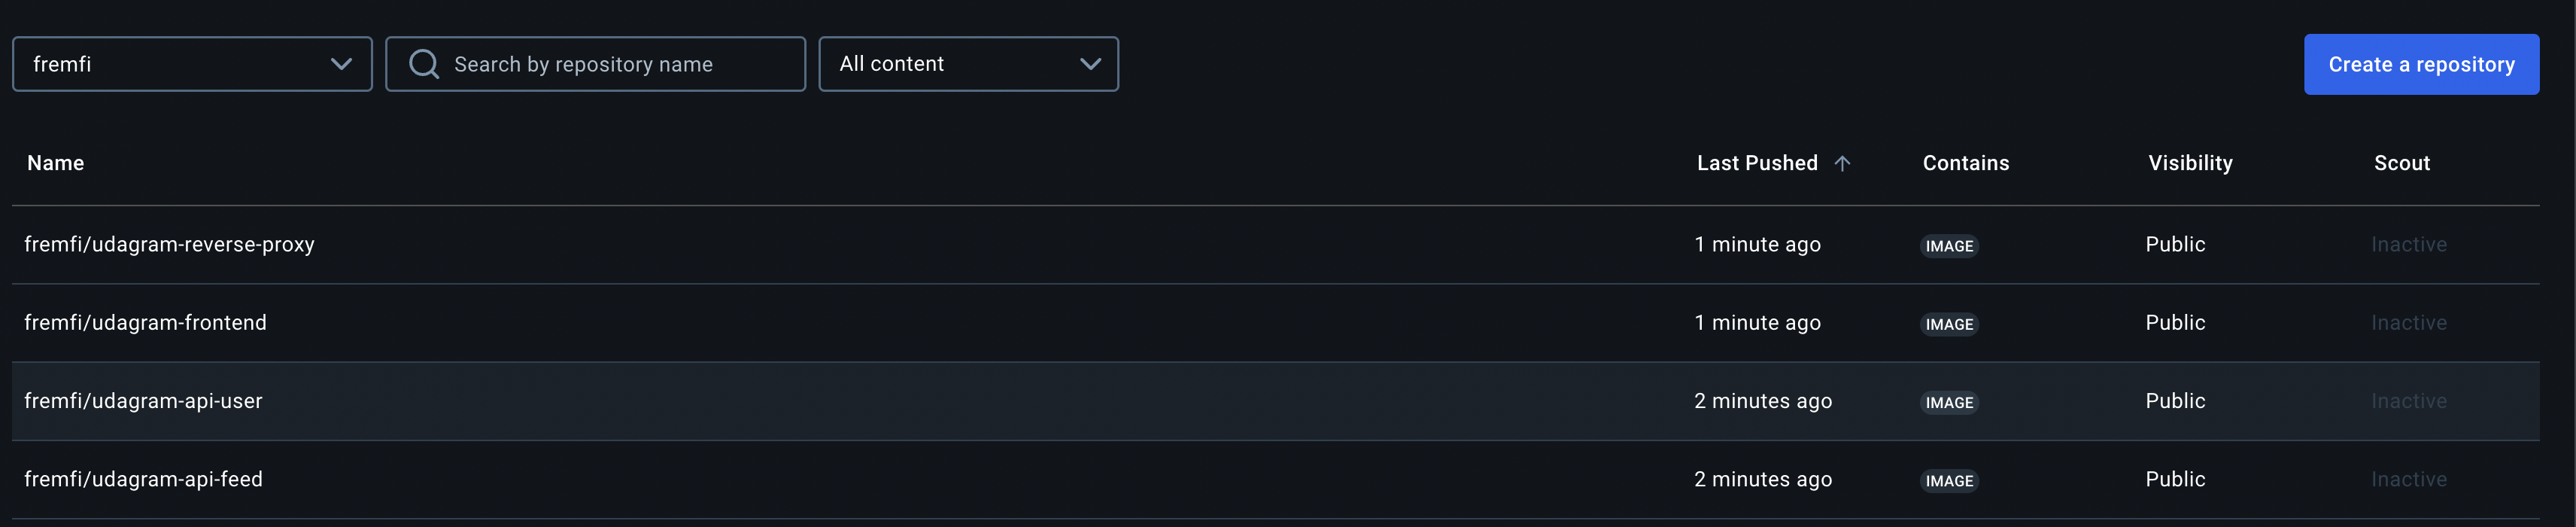 fremfi Search by repository name All content Create a repository
Name Last Pushed Contains Visibility Scout
fremfi/udagram-reverse-proxy 1 minute ago IMAGE Public Inactive
fremfi/udagram-frontend 1 minute ago IMAGE Public Inactive
fremfi/udagram-api-user 2 minutes ago IMAGE Public Inactive
fremfi/udagram-api-feed 2 minutes ago IMAGE Public Inactive